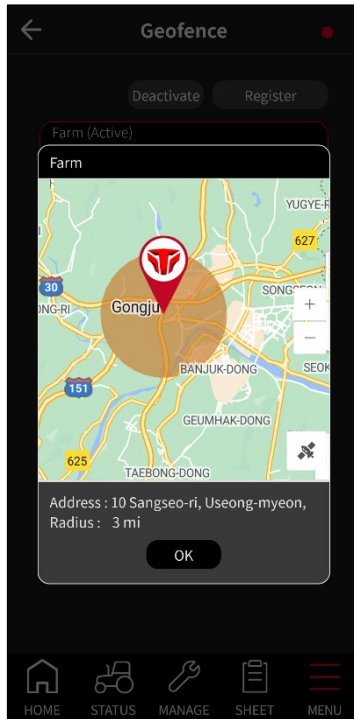 Geofence
Deactivate
Register
Farm (Active)
Farm
YUGYE-R
627
30
SONG
NG-RI
Gongju
+
−
BANJUK-DONG
SEOK
151
GEUMHAK-DONG
625
TAEBONG-DONG
Address : 10 Sangseo-ri, Useong-myeon,
Radius : 3 mi
OK
HOME STATUS MANAGE SHEET MENU